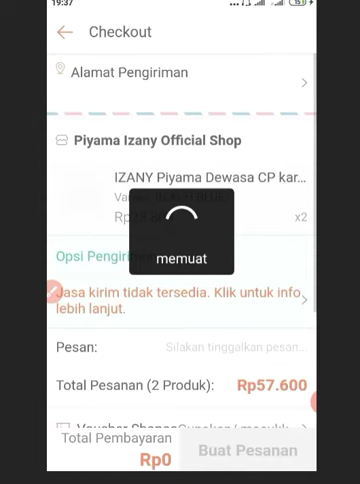 19:37
Checkout
Alamat Pengiriman
Piyama Izany Official Shop
IZANY Piyama Dewasa CP kar...
x2
memuat
Opsi
Jasa kirim tidak tersedia. Klik untuk info
lebih lanjut.
Pesan:
Silakan tinggalkan pesan...
Total Pesanan (2 Produk):
Rp57.600
Voucher Shopee
Total Pembayaran
Rp0
Buat Pesanan